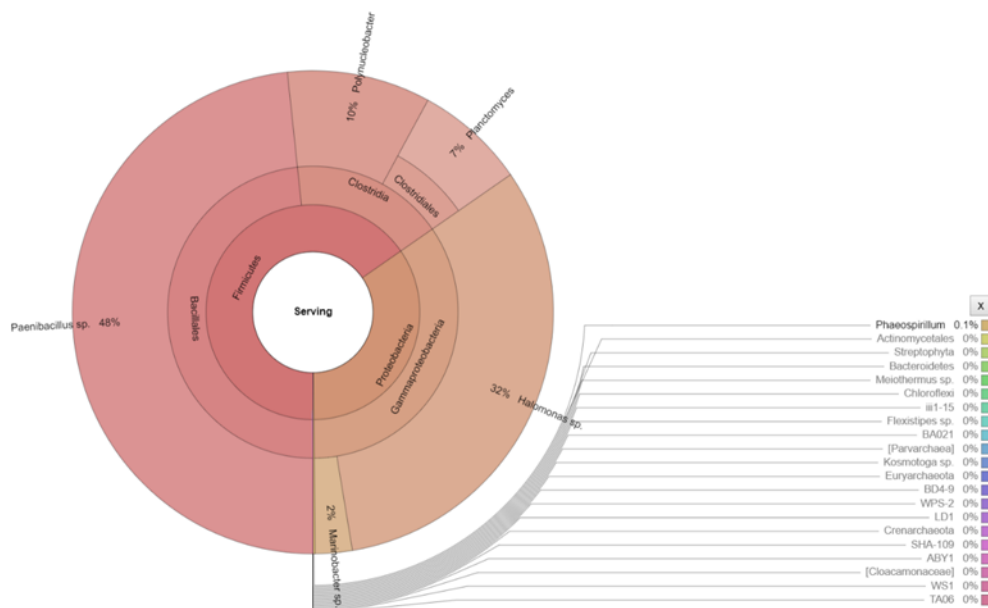 10% Polynucleobacter
7% Planctomyces
Clostridia
Clostridiales
Firmicutes
Bacillales
Serving
Paenibacillus sp. 48%
Proteobacteria
Gammaproteobacteria
32% Halomonas sp.
2% Marinobacter sp.
X
Phaeospirillum 0.1%
Actinomycetales 0%
Streptophyta 0%
Bacteroidetes 0%
Meiothermus sp. 0%
Chloroflexi 0%
iii1-15 0%
Flexistipes sp. 0%
BA021 0%
[Parvarchaea] 0%
Kosmotoga sp. 0%
Euryarchaeota 0%
BD4-9 0%
WPS-2 0%
LD1 0%
Crenarchaeota 0%
SHA-109 0%
ABY1 0%
[Cloacamonaceae] 0%
WS1 0%
TA06 0%